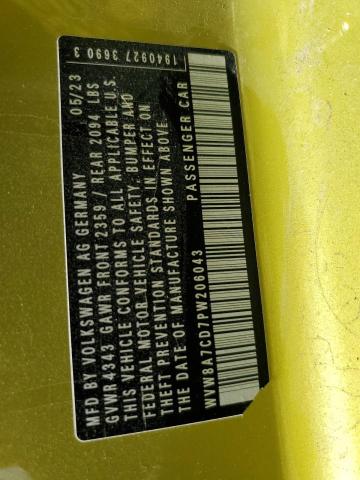 1940927 3690 3
MFD BY VOLKSWAGEN AG GERMANY 05/23
GVWR 4343 GAWR FRONT 2358 / REAR 2094 LBS
THIS VEHICLE CONFORMS TO ALL APPLICABLE U.S.
FEDERAL MOTOR VEHICLE SAFETY, BUMPER AND
THEFT PREVENTION STANDARDS IN EFFECT ON
THE DATE OF MANUFACTURE SHOWN ABOVE.
WVWBA7CD7PW206043 PASSENGER CAR